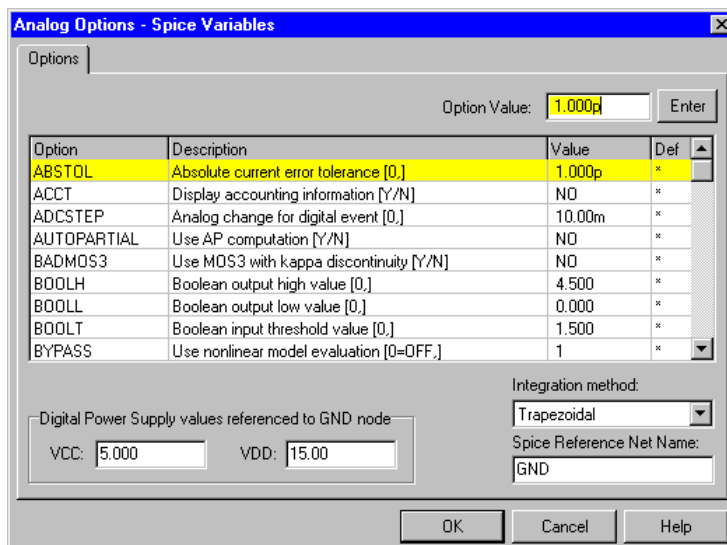 Analog Options - Spice Variables
Options
Option Value: 1.000p Enter
Option Description Value Def
ABSTOL Absolute current error tolerance [0,] 1.000p *
ACCT Display accounting information [Y/N] NO *
ADCSTEP Analog change for digital event [0,] 10.00m *
AUTOPARTIAL Use AP computation [Y/N] NO *
BADMOS3 Use MOS3 with kappa discontinuity [Y/N] NO *
BOOLH Boolean output high value [0,] 4.500 *
BOOLL Boolean output low value [0,] 0.000 *
BOOLT Boolean input threshold value [0,] 1.500 *
BYPASS Use nonlinear model evaluation [0=OFF,] 1 *
Digital Power Supply values referenced to GND node
VCC: 5.000 VDD: 15.00
Integration method:
Trapezoidal
Spice Reference Net Name:
GND
OK Cancel Help